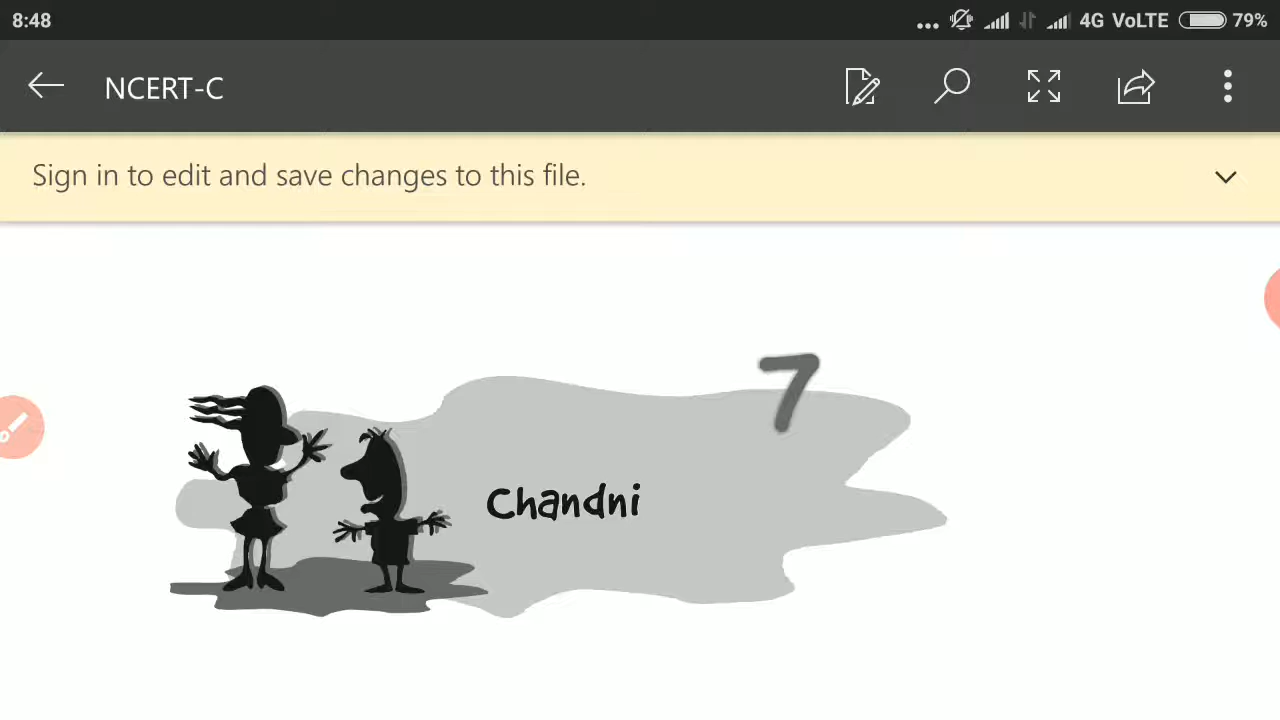 8:48
4G VoLTE 79%
NCERT-C
Sign in to edit and save changes to this file.
7
Chandni